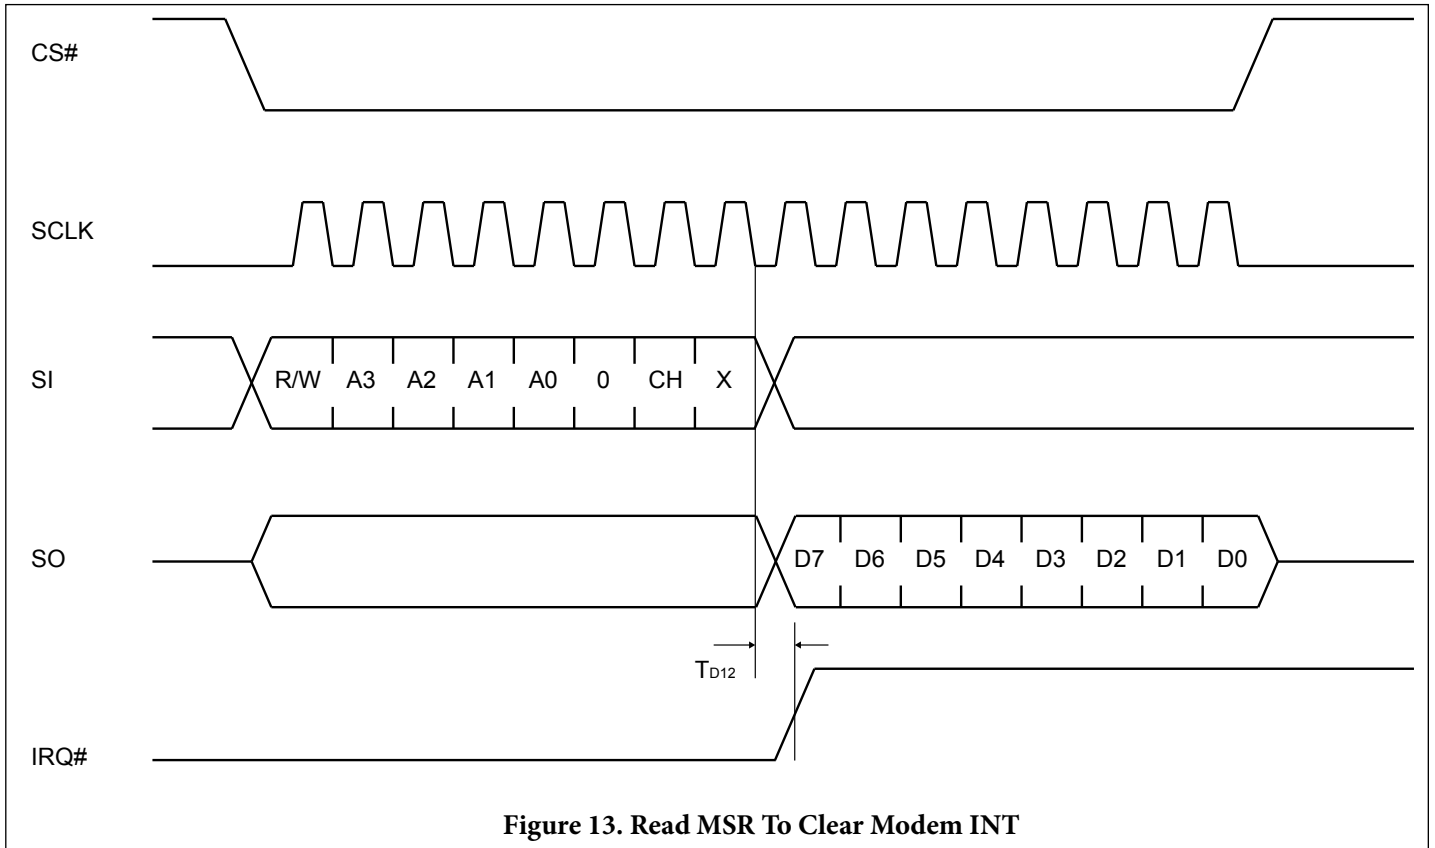 CS#
SCLK
SI
R/W A3 A2 A1 A0 0 CH X
SO
D7 D6 D5 D4 D3 D2 D1 D0
TD12
IRQ#
Figure 13. Read MSR To Clear Modem INT